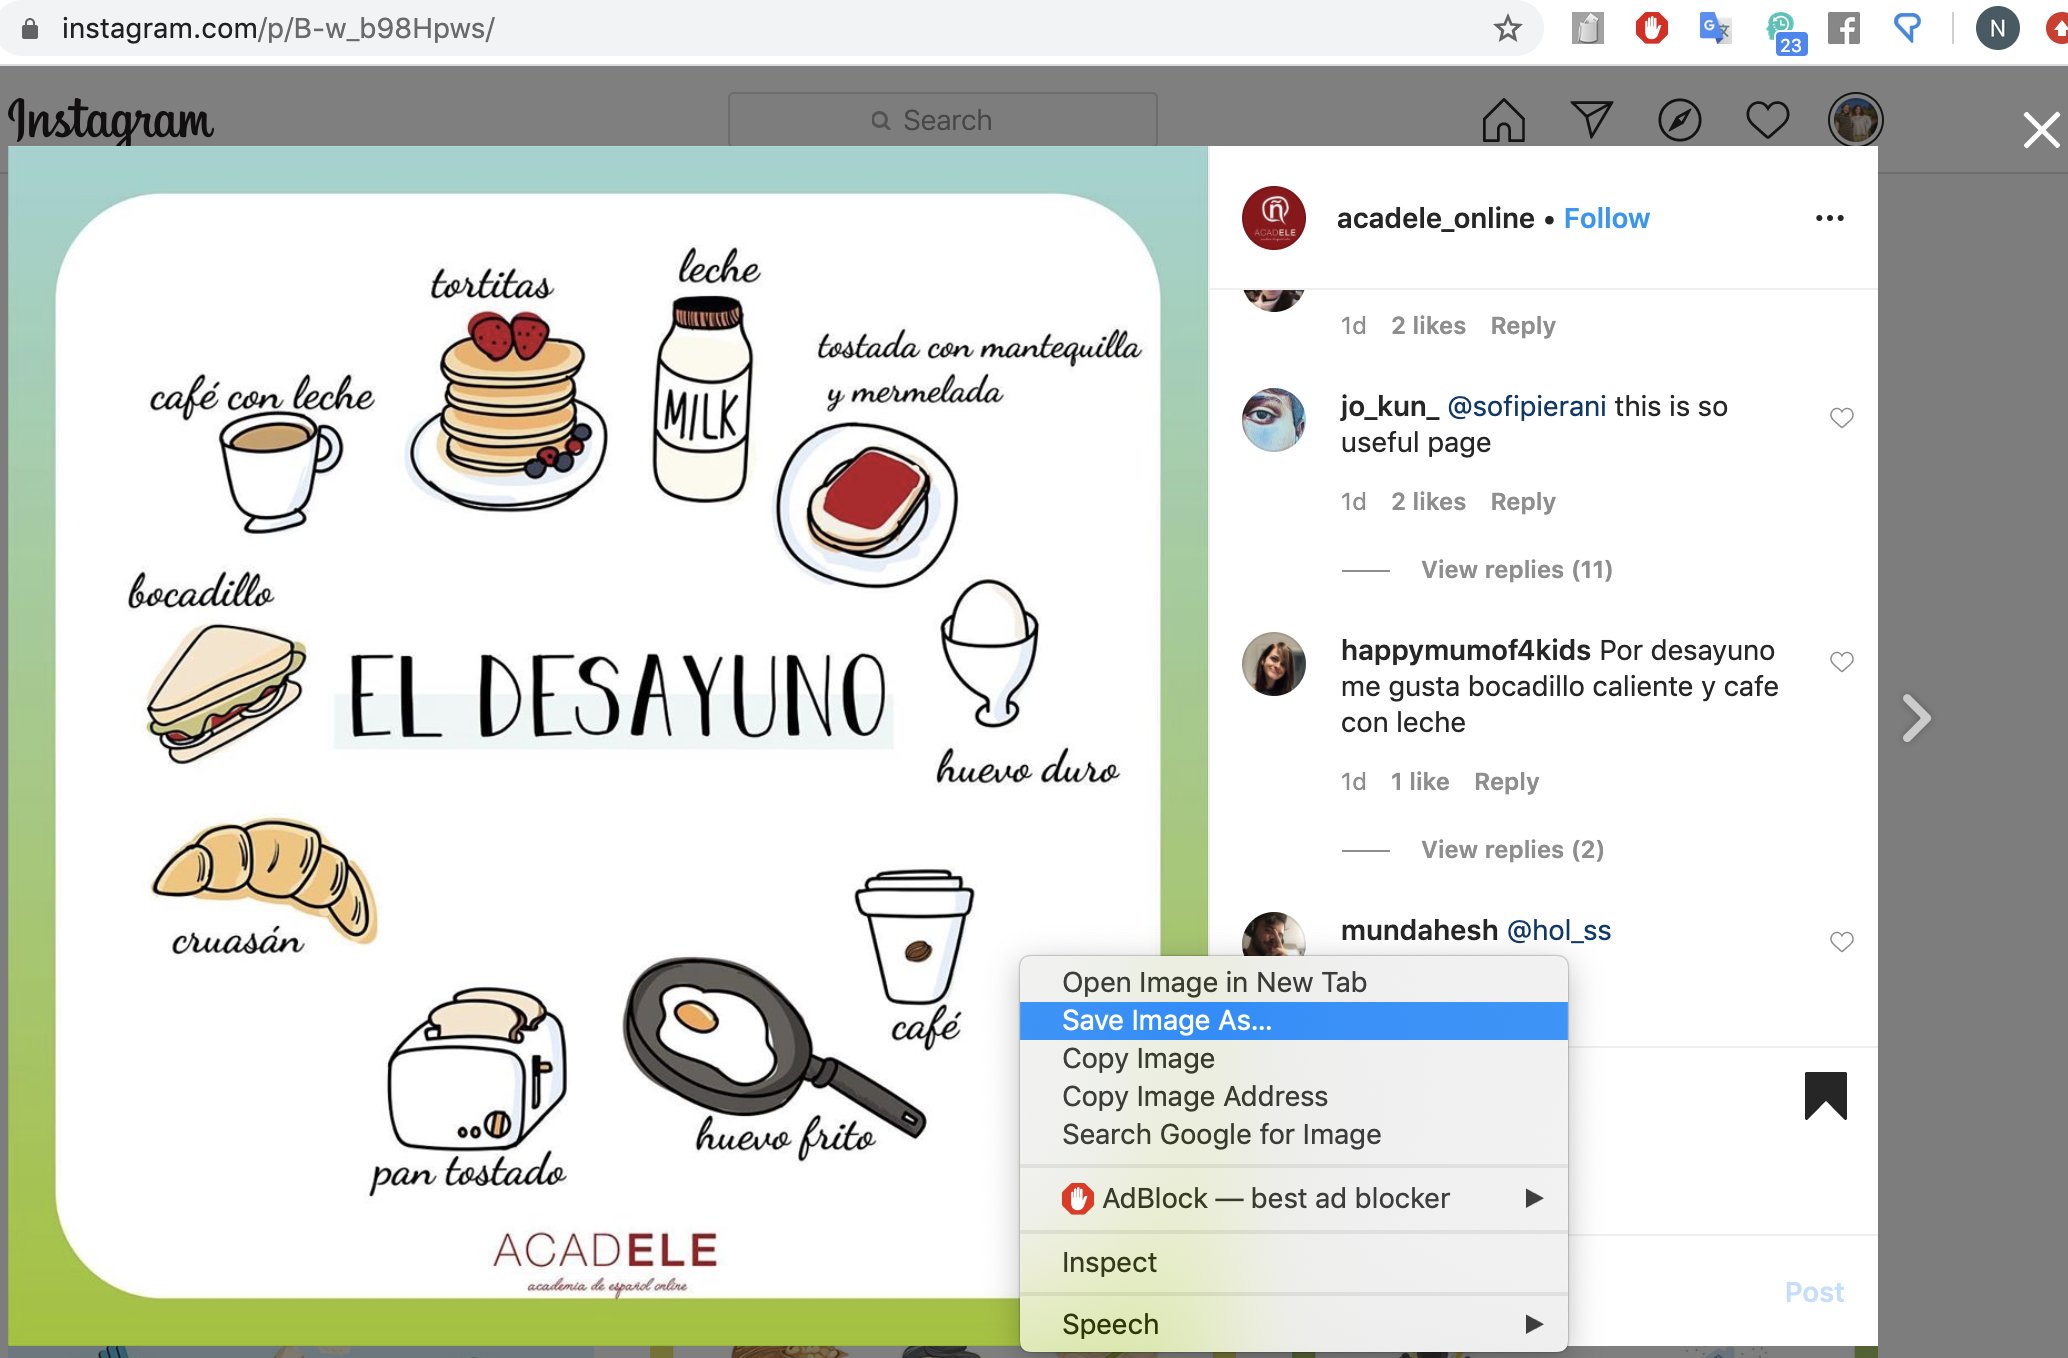 instagram.com/p/B-w_b98Hpws/
23
N
Instagram
Search
tortitas
leche
café con leche
MILK
tostada con mantequilla
y mermelada
bocadillo
EL DESAYUNO
huevo duro
cruasán
café
huevo frito
pan tostado
ACADELE
academia de español online
ñ
ACADELE
acadele_online • Follow
1d 2 likes Reply
jo_kun_ @sofipierani this is so
useful page
1d 2 likes Reply
View replies (11)
happymumof4kids Por desayuno
me gusta bocadillo caliente y cafe
con leche
1d 1 like Reply
View replies (2)
mundahesh @hol_ss
Open Image in New Tab
Save Image As...
Copy Image
Copy Image Address
Search Google for Image
AdBlock — best ad blocker
Inspect
Speech
Post